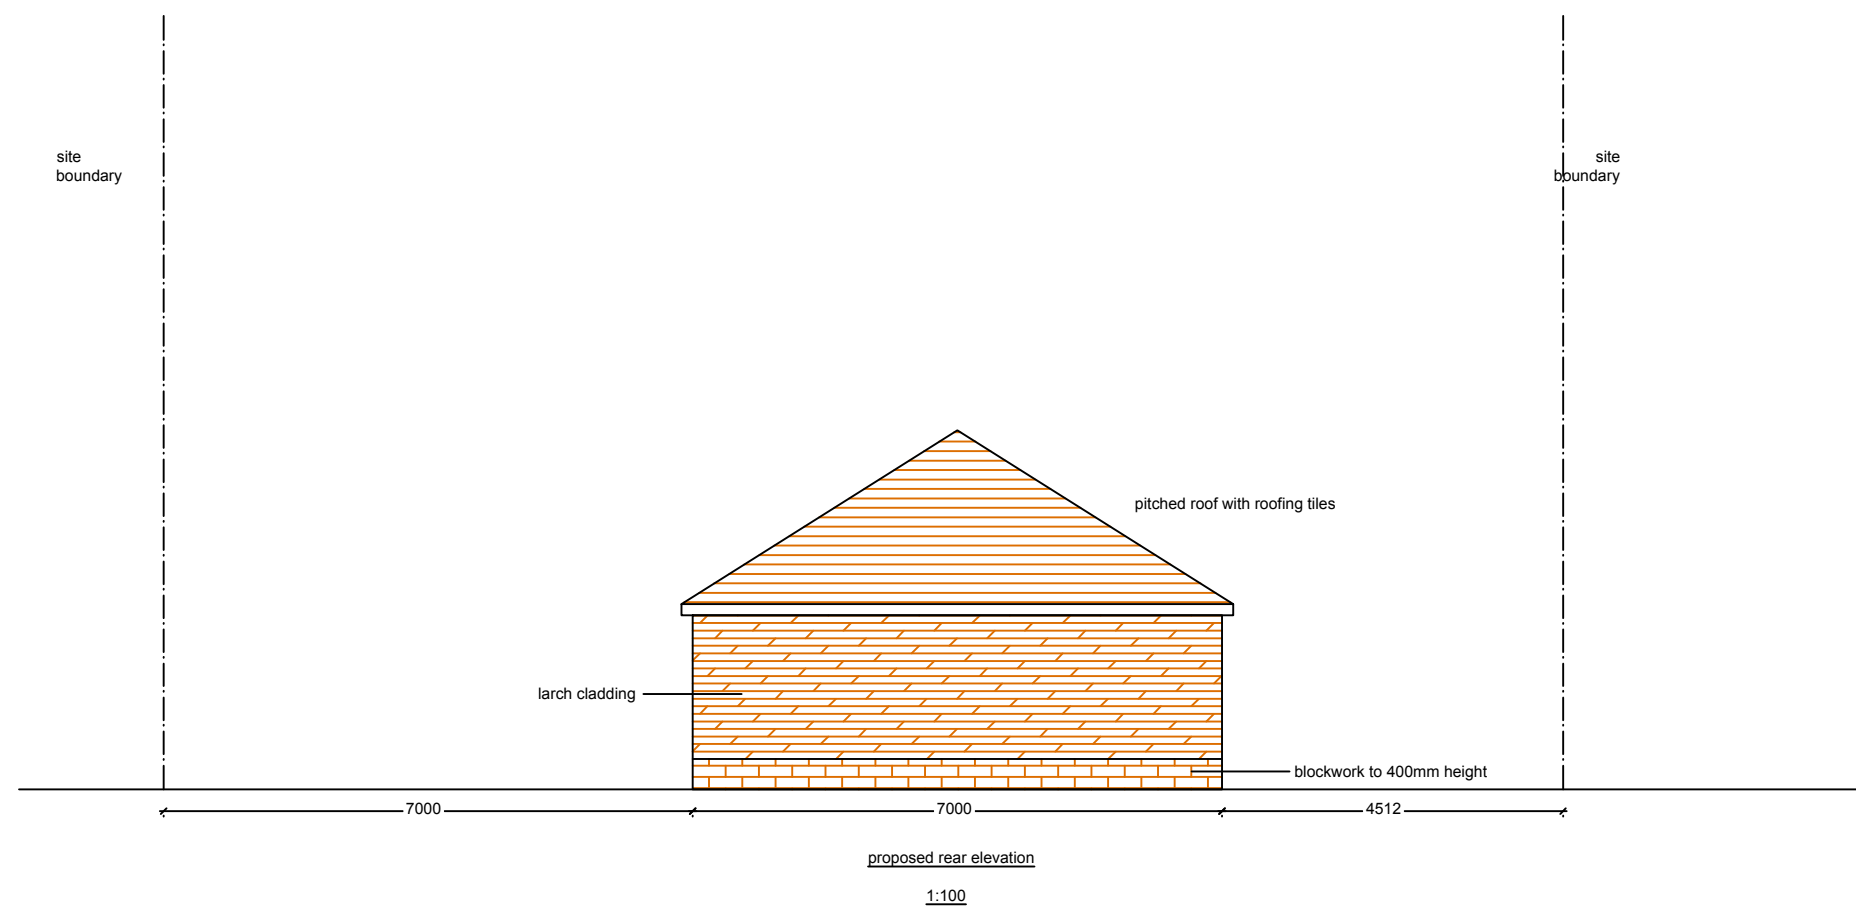 site
boundary
site
boundary
pitched roof with roofing tiles
larch cladding
blockwork to 400mm height
7000
7000
4512
proposed rear elevation
1:100